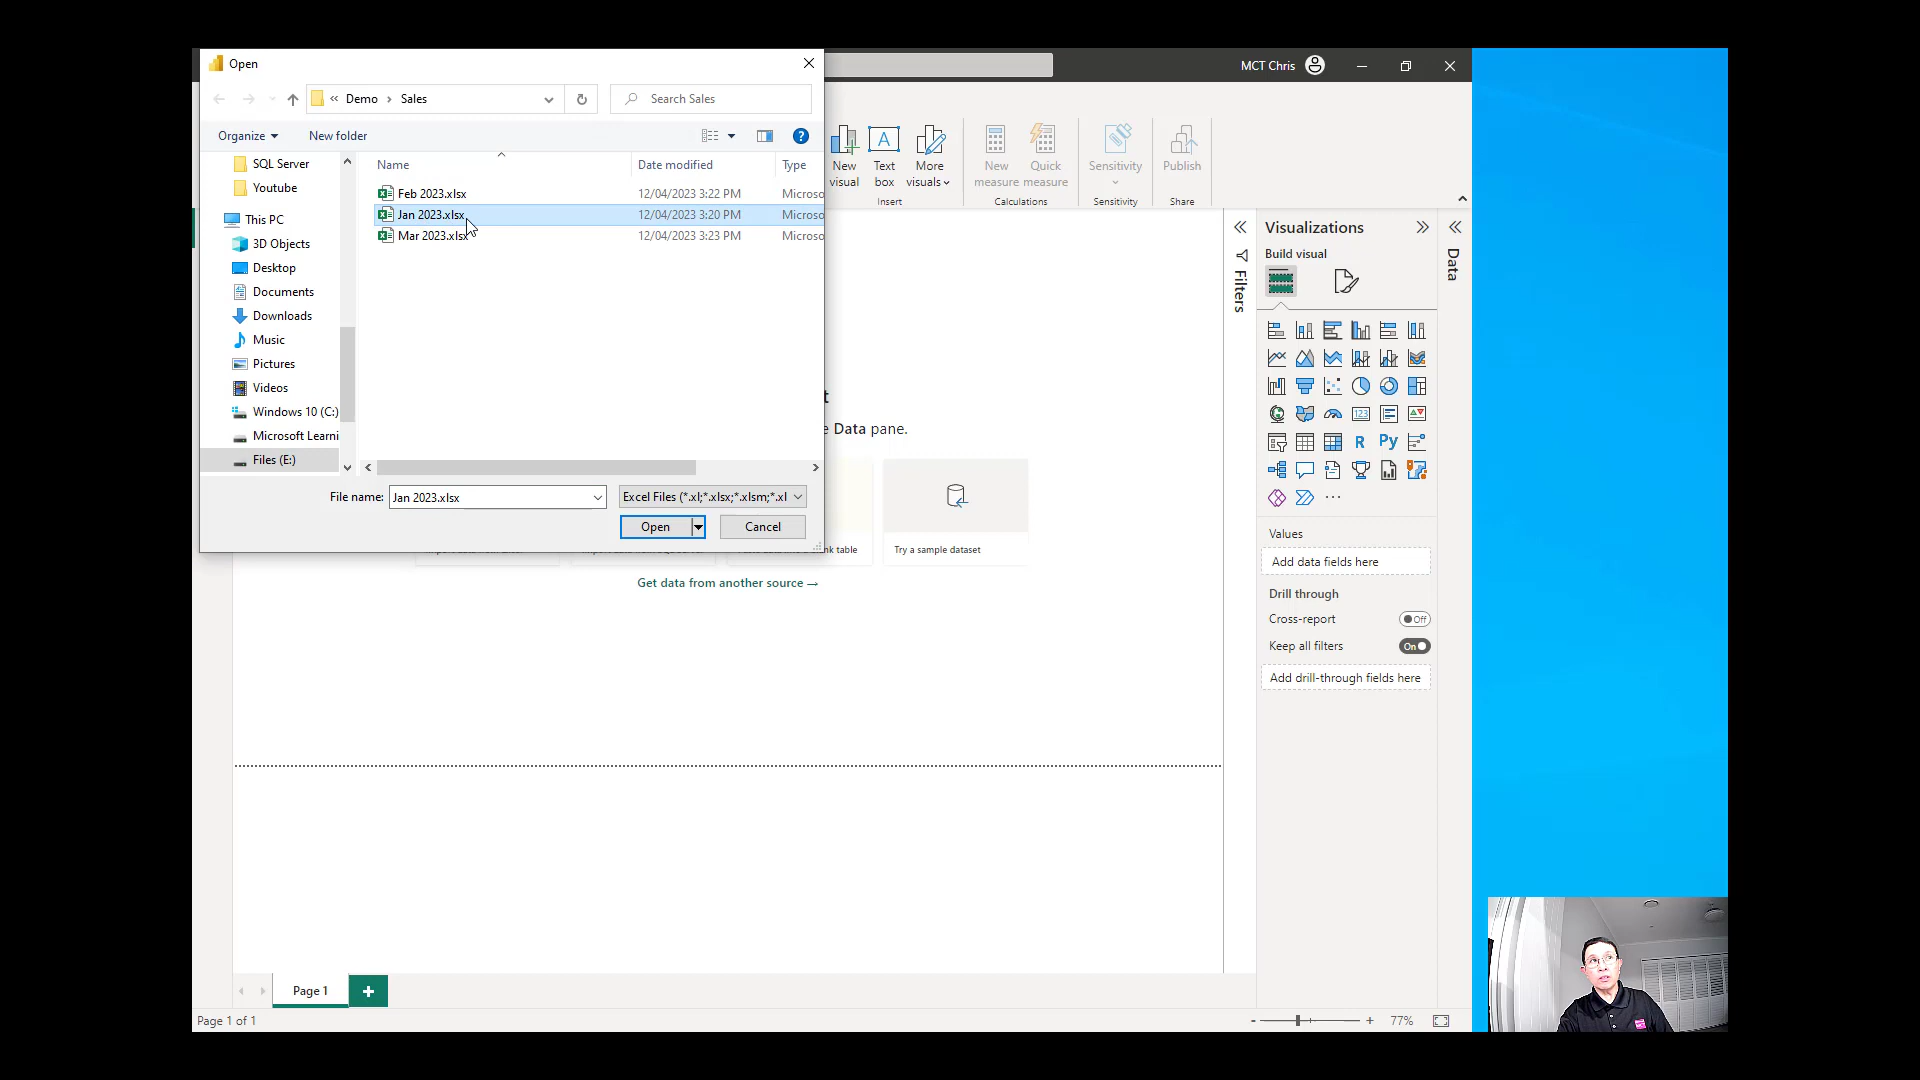 Open
MCT Chris
Demo
Sales
Search Sales
Organize
New folder
Name
Date modified
Type
SQL Server
Youtube
This PC
3D Objects
Desktop
Documents
Downloads
Music
Pictures
Videos
Windows 10 (C:)
Microsoft Learni
Files (E:)
Feb 2023.xlsx
12/04/2023 3:22 PM
Microso
Jan 2023.xlsx
12/04/2023 3:20 PM
Microso
Mar 2023.xlsx
12/04/2023 3:23 PM
Microso
File name:
Jan 2023.xlsx
Excel Files (*.xl;*.xlsx;*.xlsm;*.xl
Open
Cancel
New
visual
Text
box
More
visuals
Insert
New
measure
Quick
measure
Calculations
Sensitivity
Sensitivity
Publish
Share
t
e Data pane.
nk table
Try a sample dataset
Get data from another source →
Filters
Visualizations
Build visual
R
Py
123
Values
Add data fields here
Drill through
Cross-report
Off
Keep all filters
On
Add drill-through fields here
Data
Page 1
Page 1 of 1
- + 77%